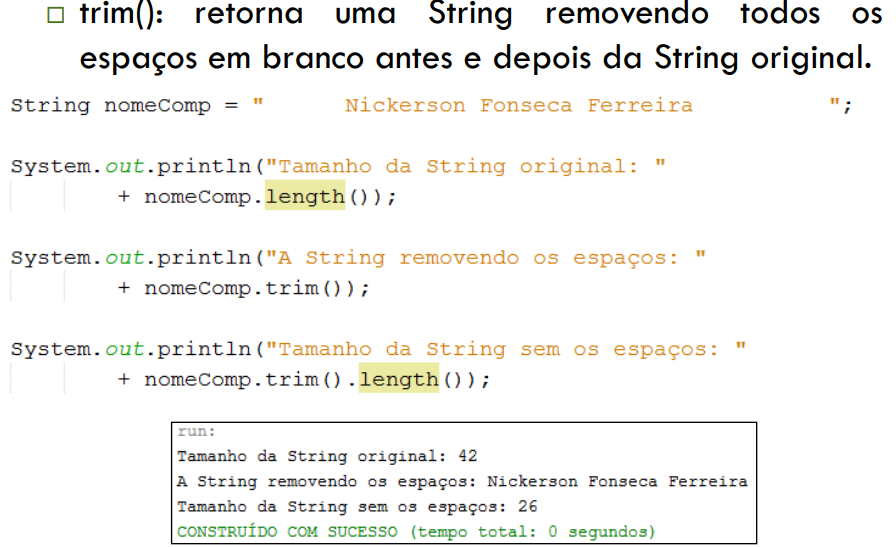 trim(): retorna uma String removendo todos os
espaços em branco antes e depois da String original.
String nomeComp = "      Nickerson Fonseca Ferreira          ";
System.out.println("Tamanho da String original: "
+ nomeComp.length());
System.out.println("A String removendo os espaços: "
+ nomeComp.trim());
System.out.println("Tamanho da String sem os espaços: "
+ nomeComp.trim().length());
run:
Tamanho da String original: 42
A String removendo os espaços: Nickerson Fonseca Ferreira
Tamanho da String sem os espaços: 26
CONSTRUÍDO COM SUCESSO (tempo total: 0 segundos)